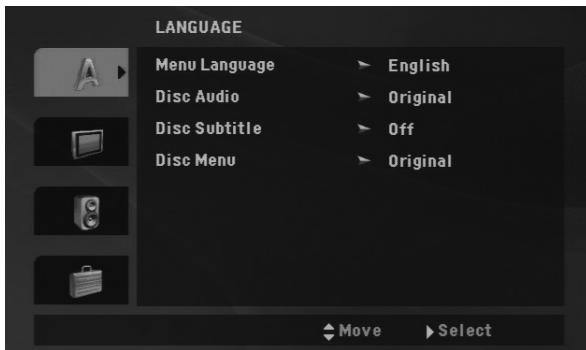 LANGUAGE
A
Menu Language ► English
Disc Audio ► Original
Disc Subtitle ► Off
Disc Menu ► Original
Move Select